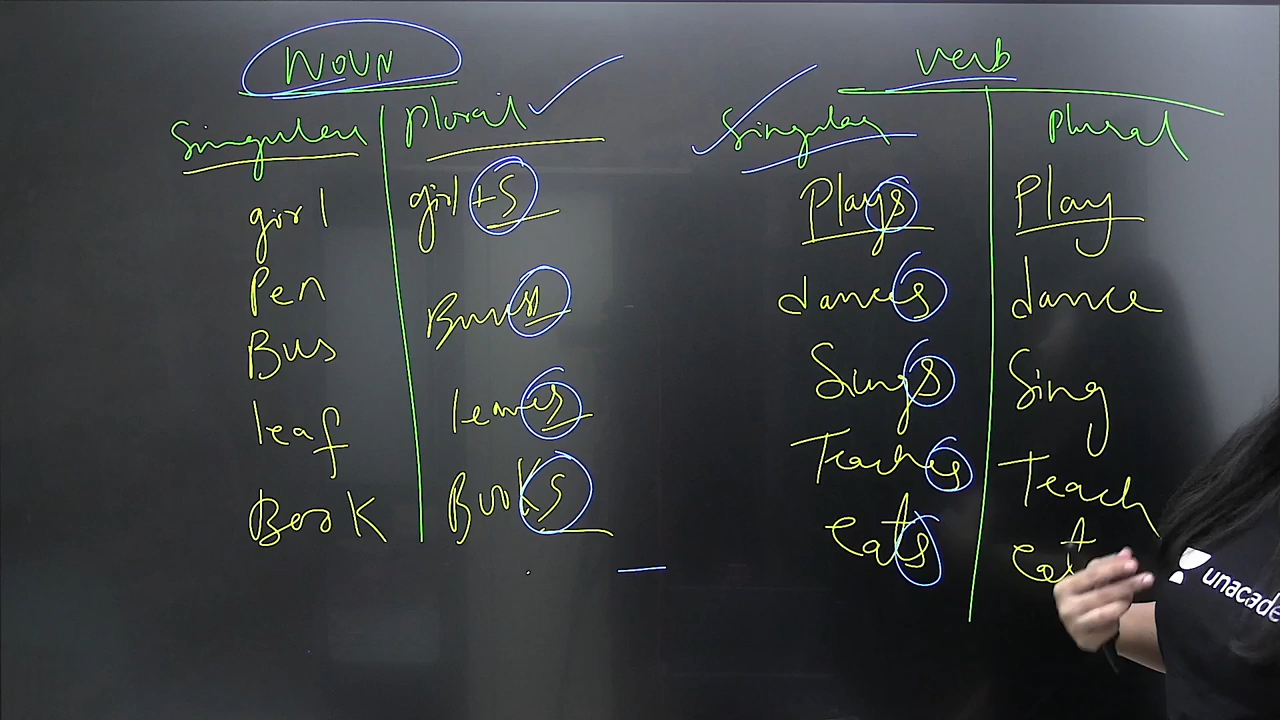 NOUN
Singular
Plural
girl
girl + s
Pen
Bus
Buses
leaf
leaves
Book
Books
verb
Singular
Plural
Plays
Play
dances
dance
Sings
Sing
Teaches
Teach
eats
eat
unacade